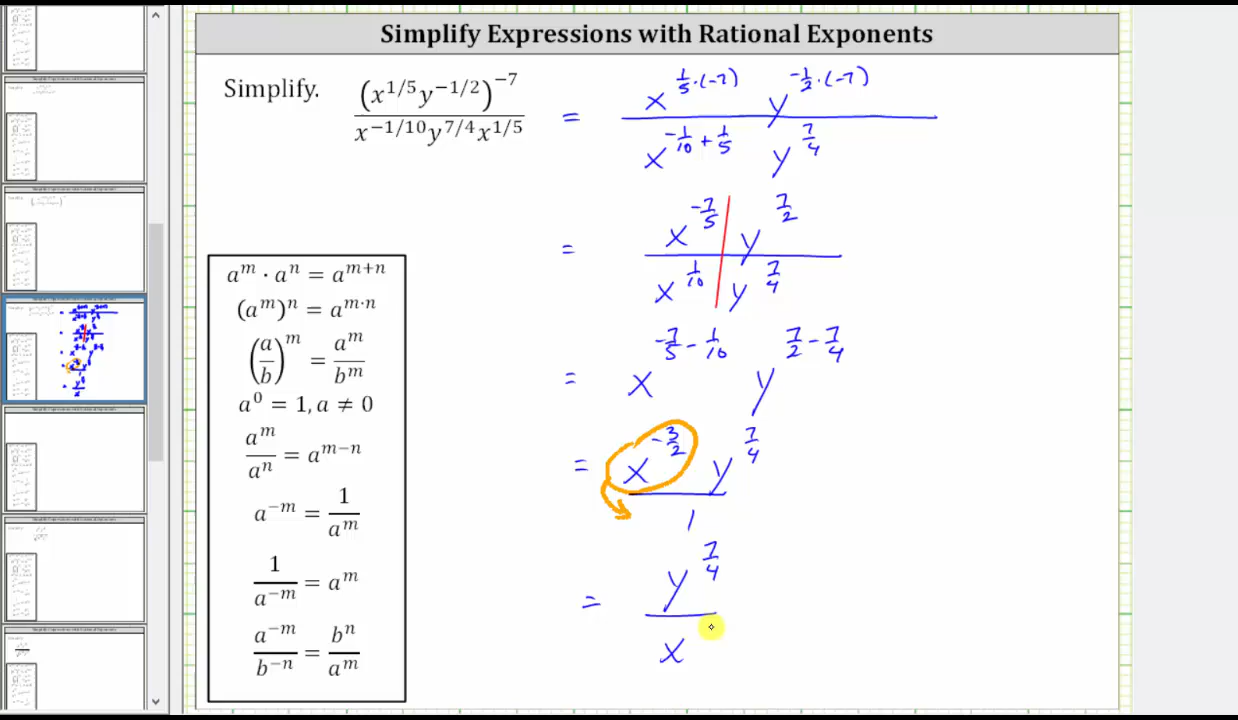 Simplify Expressions with Rational Exponents
Simplify. (x^{1/5}y^{-1/2})^{-7} / x^{-1/10}y^{7/4}x^{1/5} = x^{1/5·(-7)} y^{-1/2·(-7)} / x^{-1/10+1/5} y^{7/4}
= x^{-7/5} y^{7/2} / x^{1/10} y^{7/4}
= x^{-7/5 - 1/10} y^{7/2 - 7/4}
= x^{-3/2} y^{7/4} / 1
= y^{7/4} / x
a^m · a^n = a^{m+n}
(a^m)^n = a^{m·n}
(a/b)^m = a^m / b^m
a^0 = 1, a ≠ 0
a^m / a^n = a^{m−n}
a^{−m} = 1 / a^m
1 / a^{−m} = a^m
a^{−m} / b^{−n} = b^n / a^m